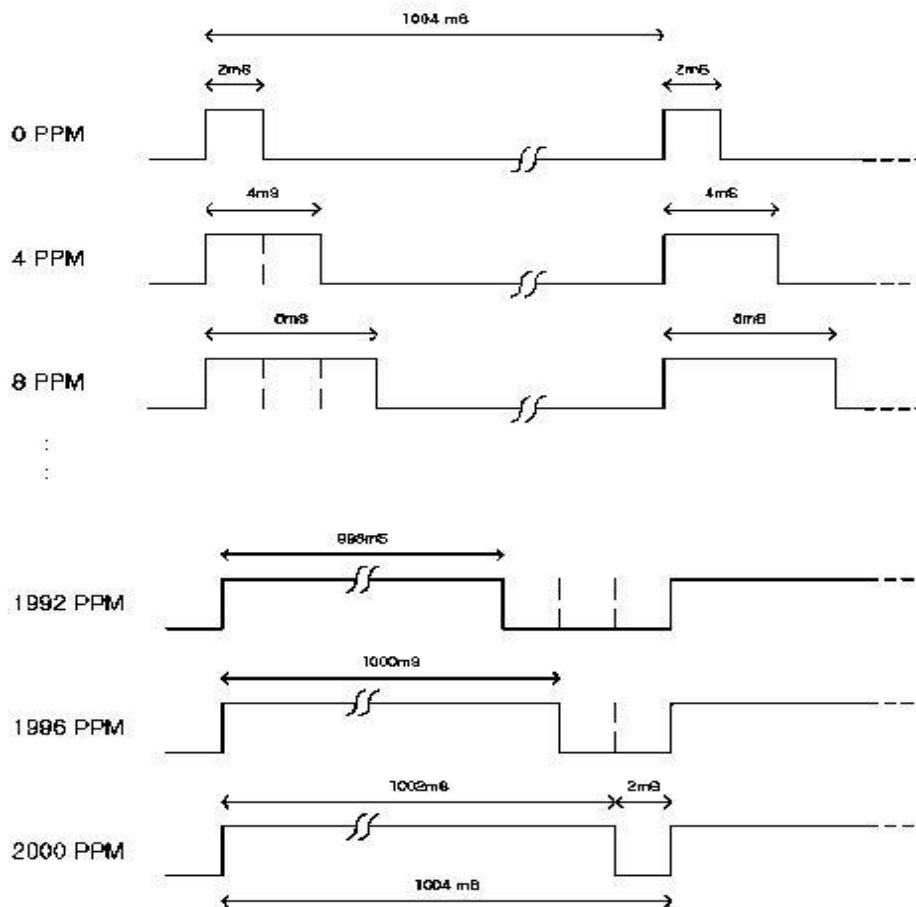 1004 mS
2mS 2mS
0 PPM
4mS 4mS
4 PPM
6mS 6mS
8 PPM
:
:
998mS
1992 PPM
1000mS
1996 PPM
1002mS 2mS
2000 PPM
1004 mS